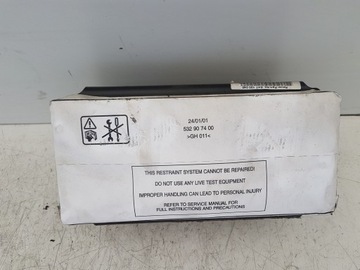 24/01/01
532 90 74 00
>GH 011<
THIS RESTRAINT SYSTEM CANNOT BE REPAIRED!
DO NOT USE ANY LIVE TEST EQUIPMENT
IMPROPER HANDLING CAN LEAD TO PERSONAL INJURY
REFER TO SERVICE MANUAL FOR
FULL INSTRUCTIONS AND PRECAUTIONS